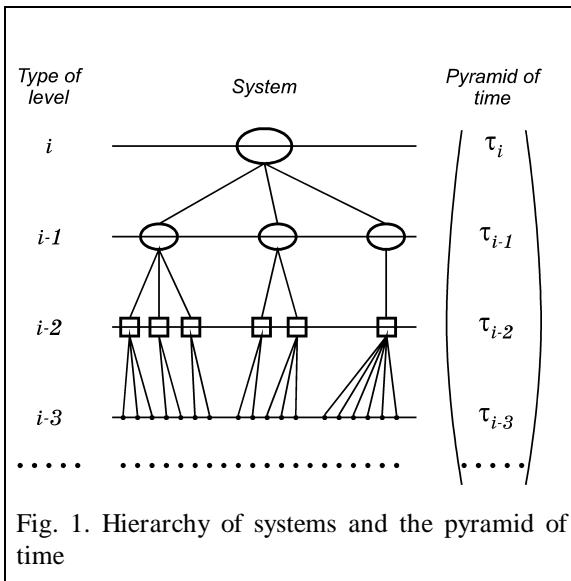 Type of level System Pyramid of time
i τi
i-1 τi-1
i-2 τi-2
i-3 τi-3
Fig. 1. Hierarchy of systems and the pyramid of
time